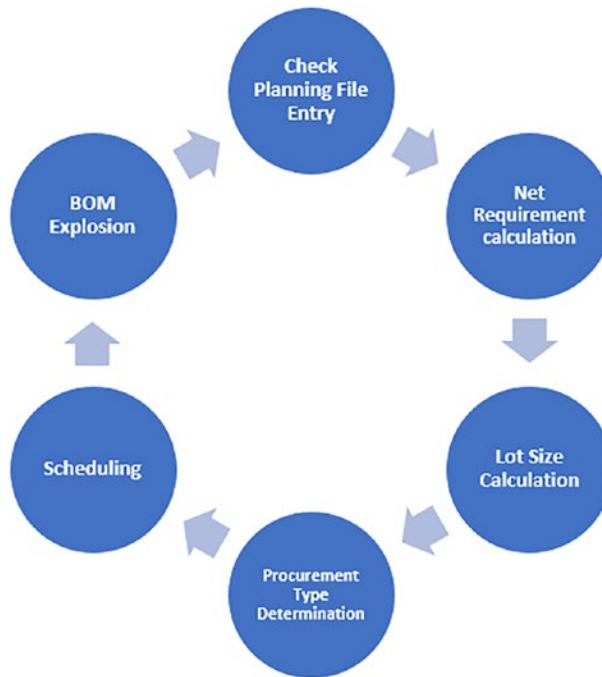 Check
Planning File
Entry
Net
Requirement
calculation
Lot Size
Calculation
Procurement
Type
Determination
Scheduling
BOM
Explosion